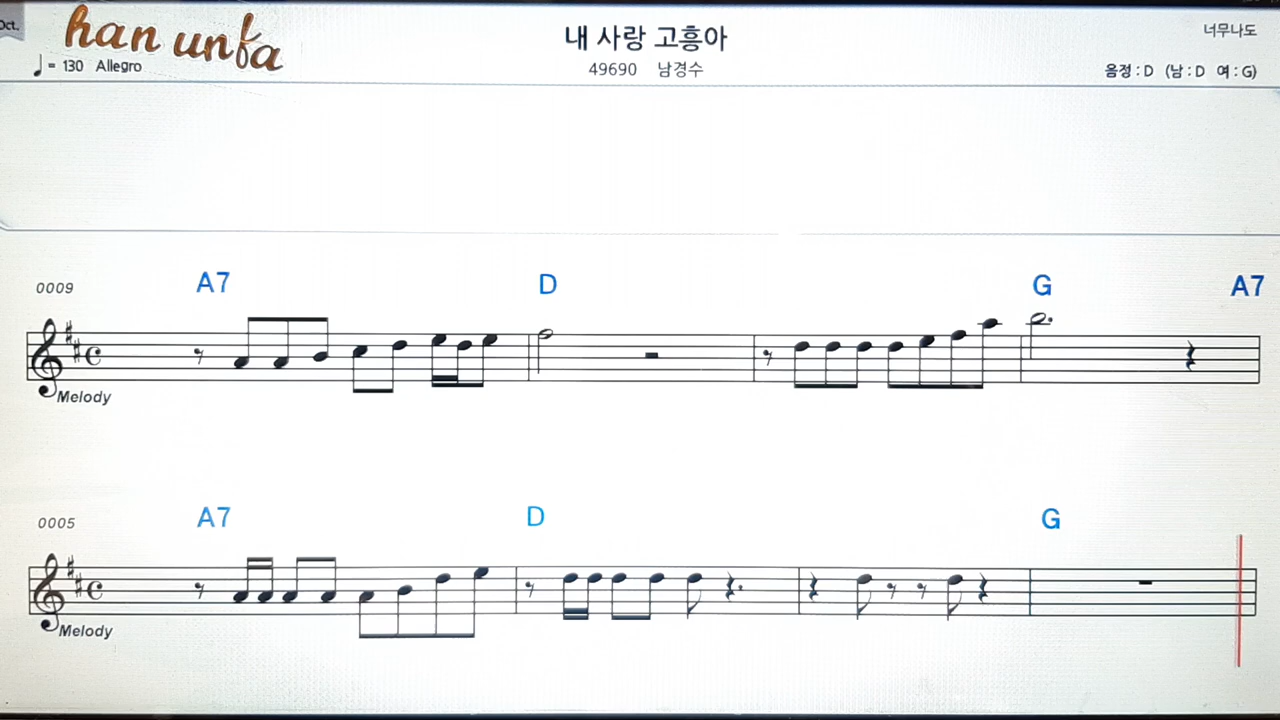 Oct.
han unfa
내 사랑 고흥아
너무나도
♩ = 130 Allegro
49690 남경수
음정 : D (남 : D 여 : G)
0009
A7 D G A7
Melody
0005
A7 D G
Melody